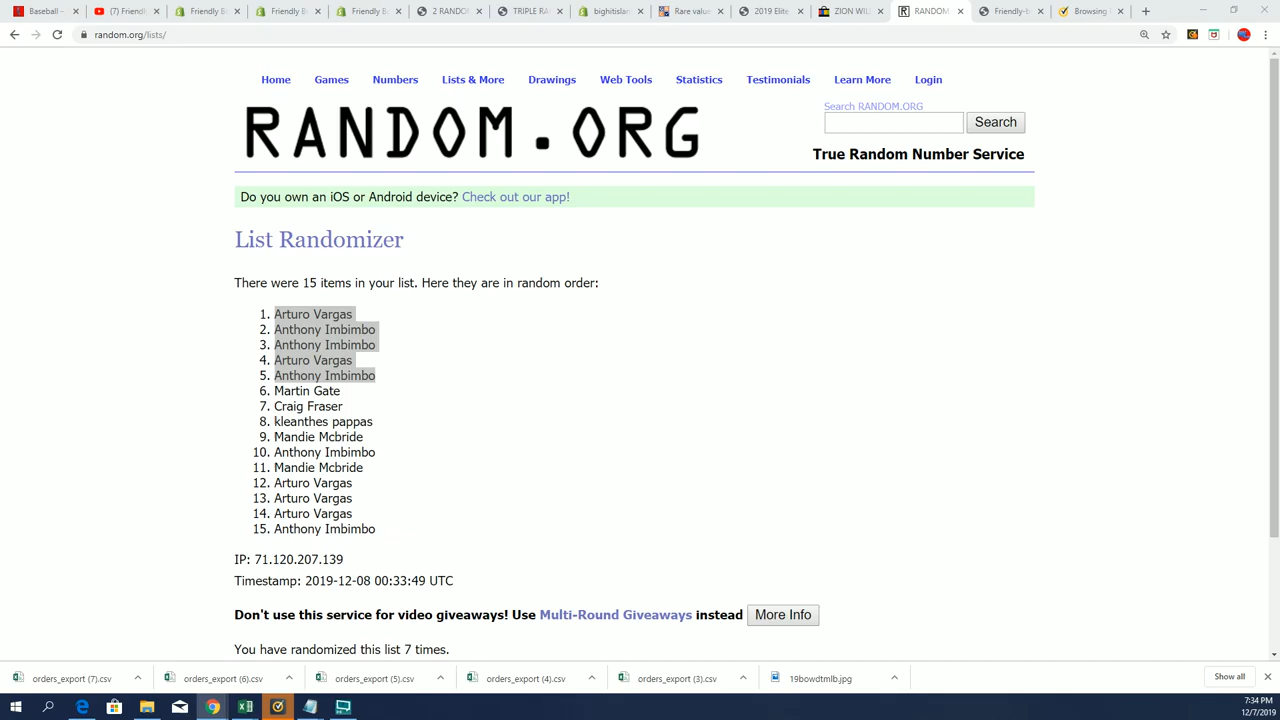 Baseball -
(7) Friendl
Friendly Br
Friendly Br
Friendly Br
2 RANDOM
TRIPLE RA
bighitislan
Rare value
2019 Elite
ZION WILL
RANDOM
Friendly-b
Browsing
random.org/lists/
Home Games Numbers Lists & More Drawings Web Tools Statistics Testimonials Learn More Login
RANDOM.ORG
Search RANDOM.ORG
Search
True Random Number Service
Do you own an iOS or Android device? Check out our app!
List Randomizer
There were 15 items in your list. Here they are in random order:
1. Arturo Vargas
2. Anthony Imbimbo
3. Anthony Imbimbo
4. Arturo Vargas
5. Anthony Imbimbo
6. Martin Gate
7. Craig Fraser
8. kleanthes pappas
9. Mandie Mcbride
10. Anthony Imbimbo
11. Mandie Mcbride
12. Arturo Vargas
13. Arturo Vargas
14. Arturo Vargas
15. Anthony Imbimbo
IP: 71.120.207.139
Timestamp: 2019-12-08 00:33:49 UTC
Don't use this service for video giveaways! Use Multi-Round Giveaways instead More Info
You have randomized this list 7 times.
orders_export (7).csv
orders_export (6).csv
orders_export (5).csv
orders_export (4).csv
orders_export (3).csv
19bowdtmlb.jpg
Show all
7:34 PM
12/7/2019